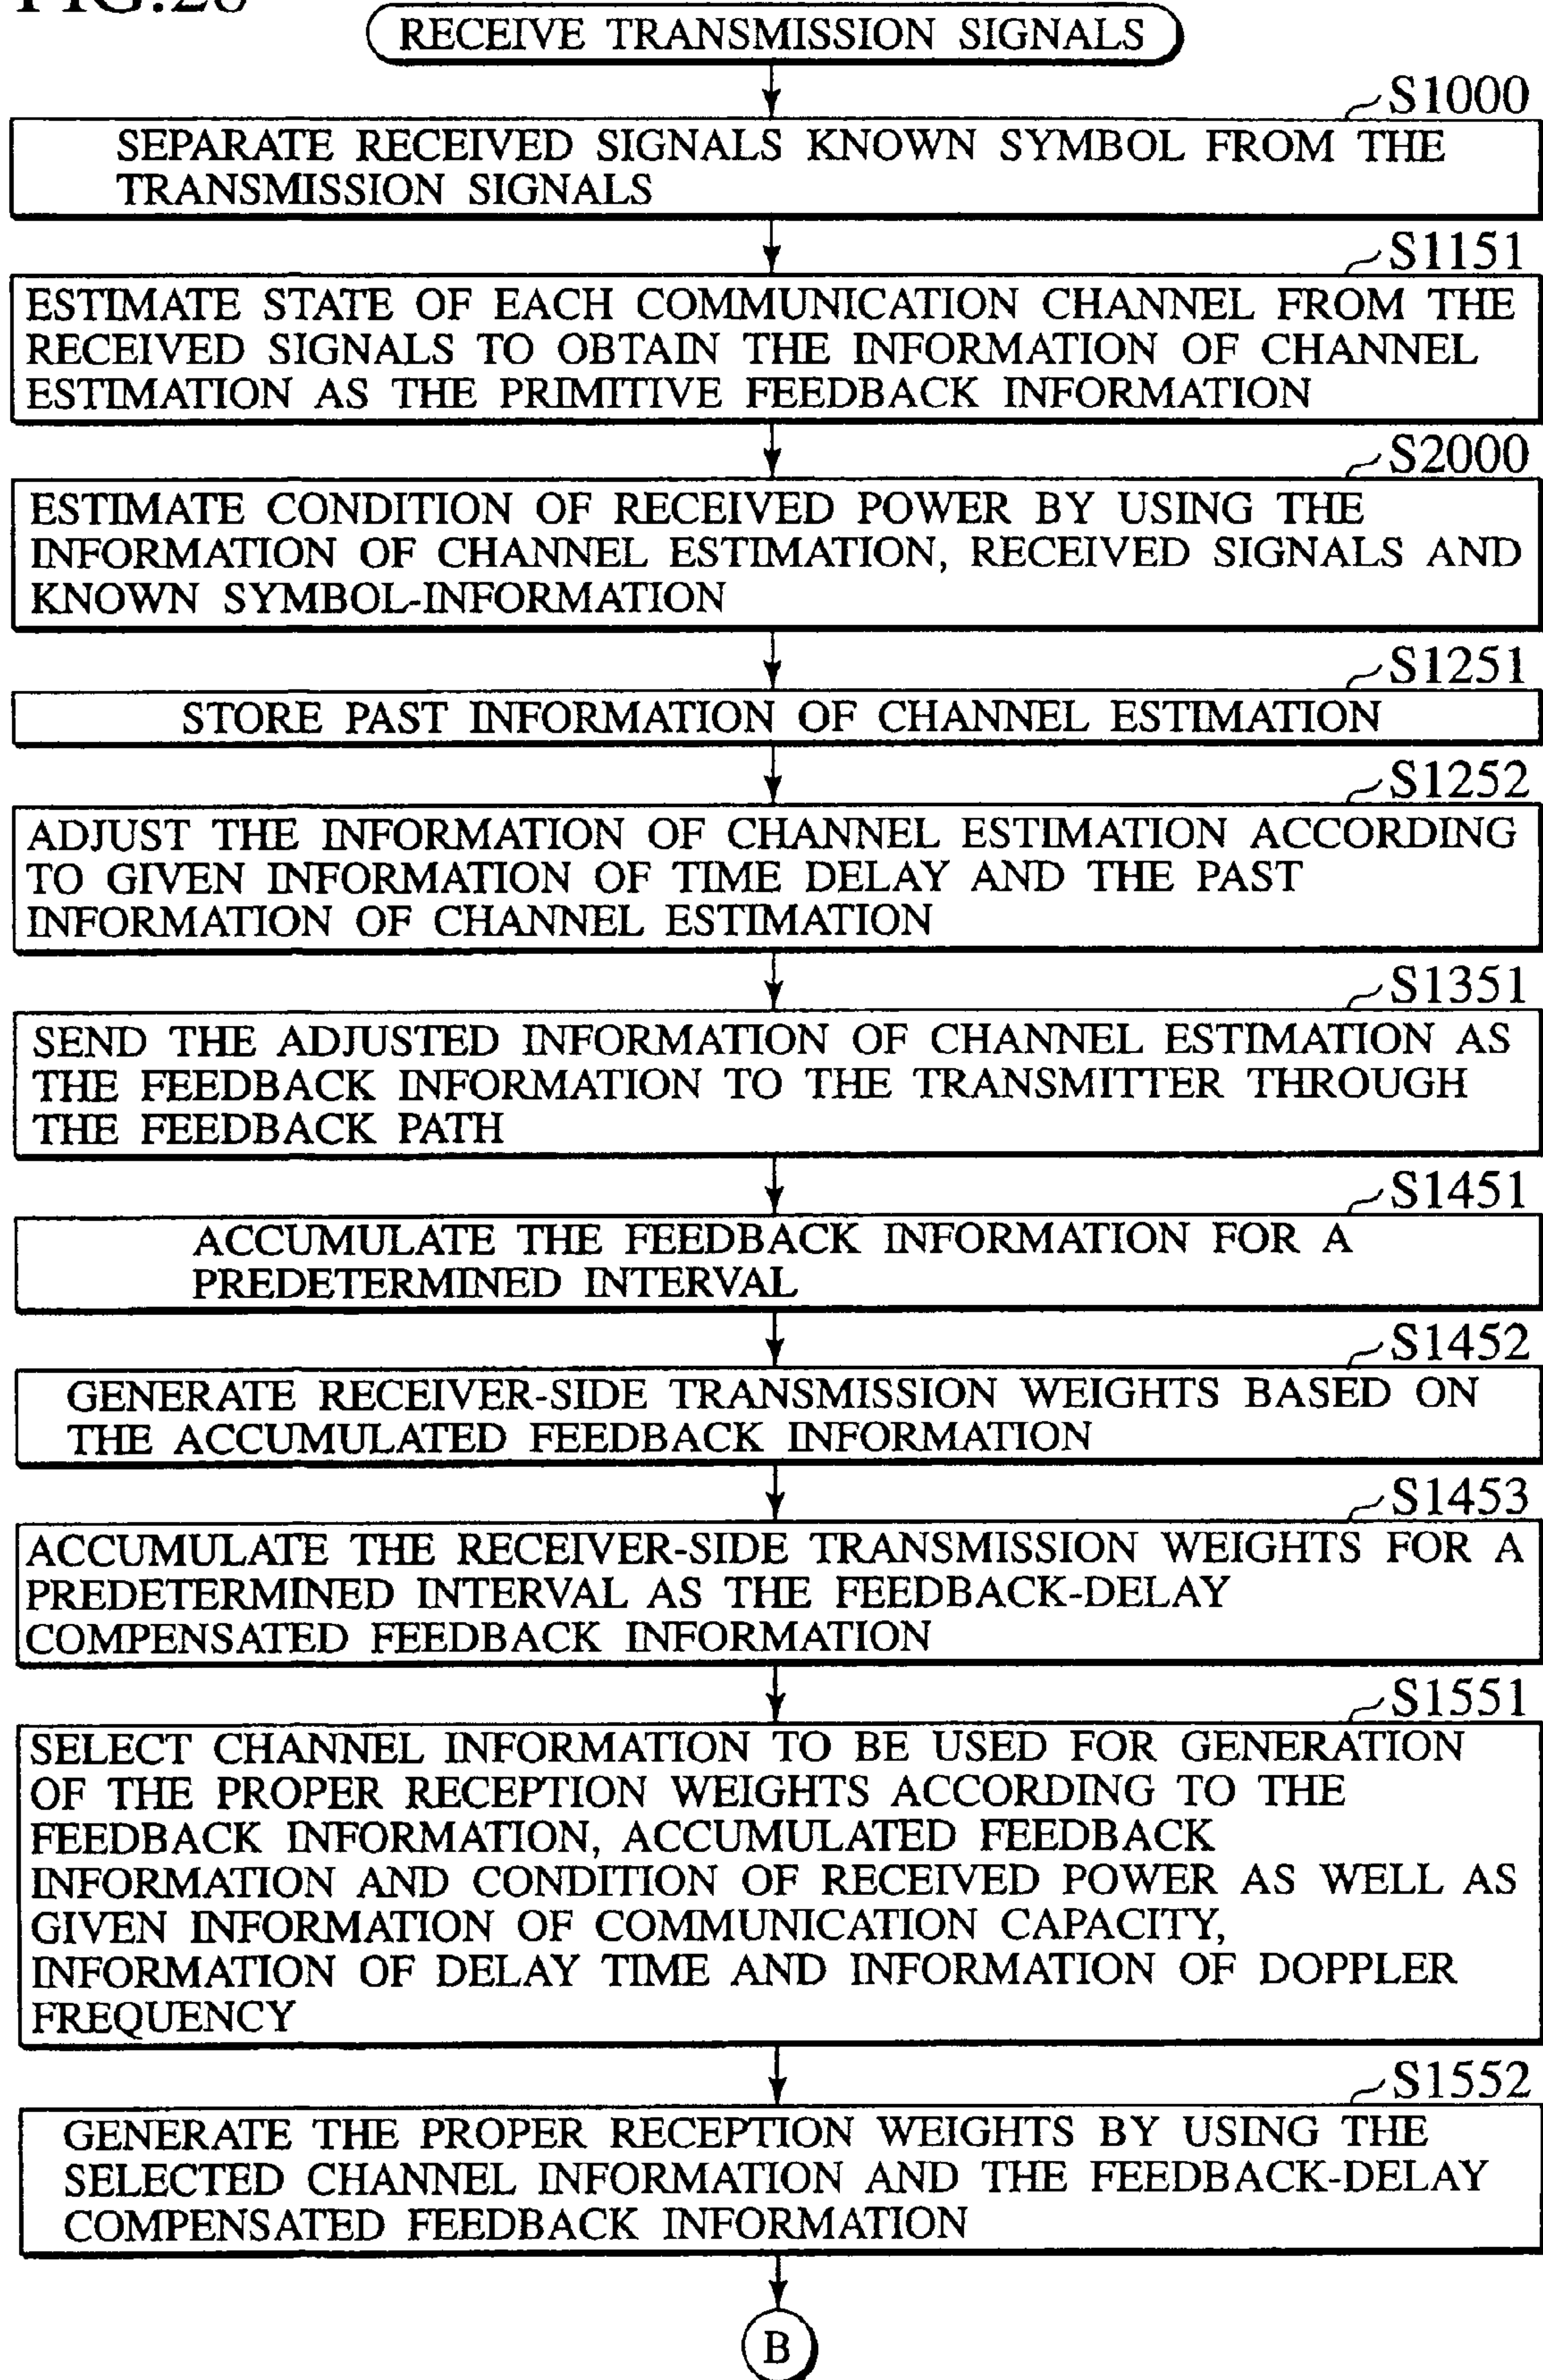 FIG.28
RECEIVE TRANSMISSION SIGNALS
S1000
SEPARATE RECEIVED SIGNALS KNOWN SYMBOL FROM THE
TRANSMISSION SIGNALS
S1151
ESTIMATE STATE OF EACH COMMUNICATION CHANNEL FROM THE
RECEIVED SIGNALS TO OBTAIN THE INFORMATION OF CHANNEL
ESTIMATION AS THE PRIMITIVE FEEDBACK INFORMATION
S2000
ESTIMATE CONDITION OF RECEIVED POWER BY USING THE
INFORMATION OF CHANNEL ESTIMATION, RECEIVED SIGNALS AND
KNOWN SYMBOL-INFORMATION
S1251
STORE PAST INFORMATION OF CHANNEL ESTIMATION
S1252
ADJUST THE INFORMATION OF CHANNEL ESTIMATION ACCORDING
TO GIVEN INFORMATION OF TIME DELAY AND THE PAST
INFORMATION OF CHANNEL ESTIMATION
S1351
SEND THE ADJUSTED INFORMATION OF CHANNEL ESTIMATION AS
THE FEEDBACK INFORMATION TO THE TRANSMITTER THROUGH
THE FEEDBACK PATH
S1451
ACCUMULATE THE FEEDBACK INFORMATION FOR A
PREDETERMINED INTERVAL
S1452
GENERATE RECEIVER-SIDE TRANSMISSION WEIGHTS BASED ON
THE ACCUMULATED FEEDBACK INFORMATION
S1453
ACCUMULATE THE RECEIVER-SIDE TRANSMISSION WEIGHTS FOR A
PREDETERMINED INTERVAL AS THE FEEDBACK-DELAY
COMPENSATED FEEDBACK INFORMATION
S1551
SELECT CHANNEL INFORMATION TO BE USED FOR GENERATION
OF THE PROPER RECEPTION WEIGHTS ACCORDING TO THE
FEEDBACK INFORMATION, ACCUMULATED FEEDBACK
INFORMATION AND CONDITION OF RECEIVED POWER AS WELL AS
GIVEN INFORMATION OF COMMUNICATION CAPACITY,
INFORMATION OF DELAY TIME AND INFORMATION OF DOPPLER
FREQUENCY
S1552
GENERATE THE PROPER RECEPTION WEIGHTS BY USING THE
SELECTED CHANNEL INFORMATION AND THE FEEDBACK-DELAY
COMPENSATED FEEDBACK INFORMATION
B